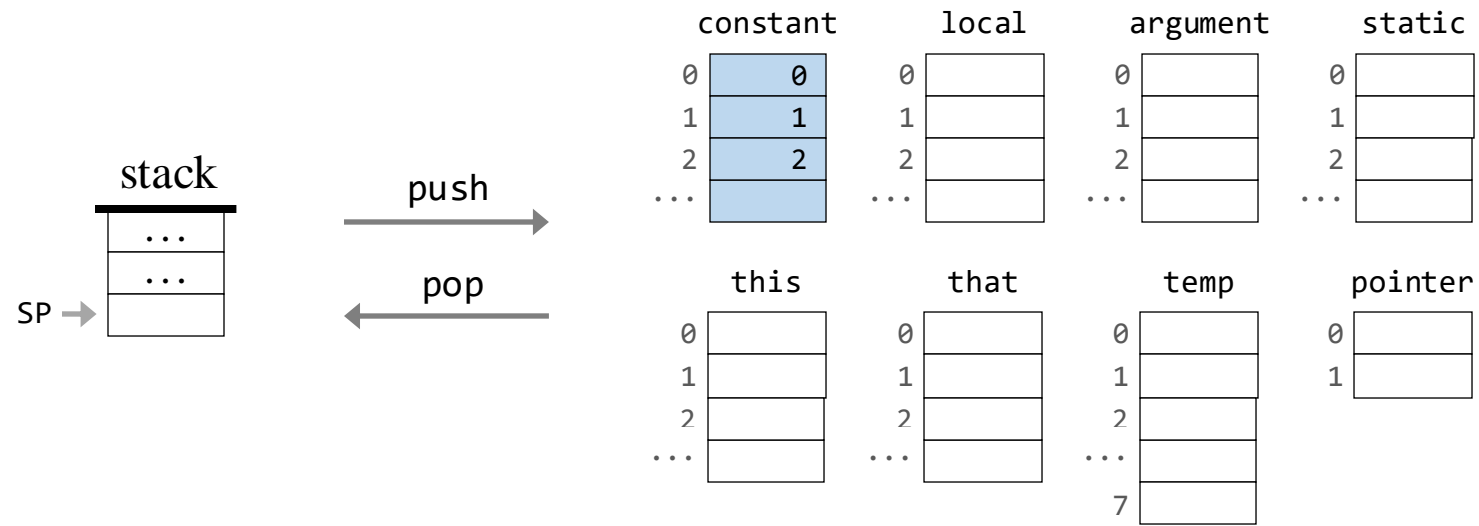 constant local argument static
0 0 0 0 0
1 1 1 1 1
2 2 2 2 2
... ... ... ...
stack
push
...
...
pop
SP
this that temp pointer
0 0 0 0
1 1 1 1
2 2 2
... ... ...
7